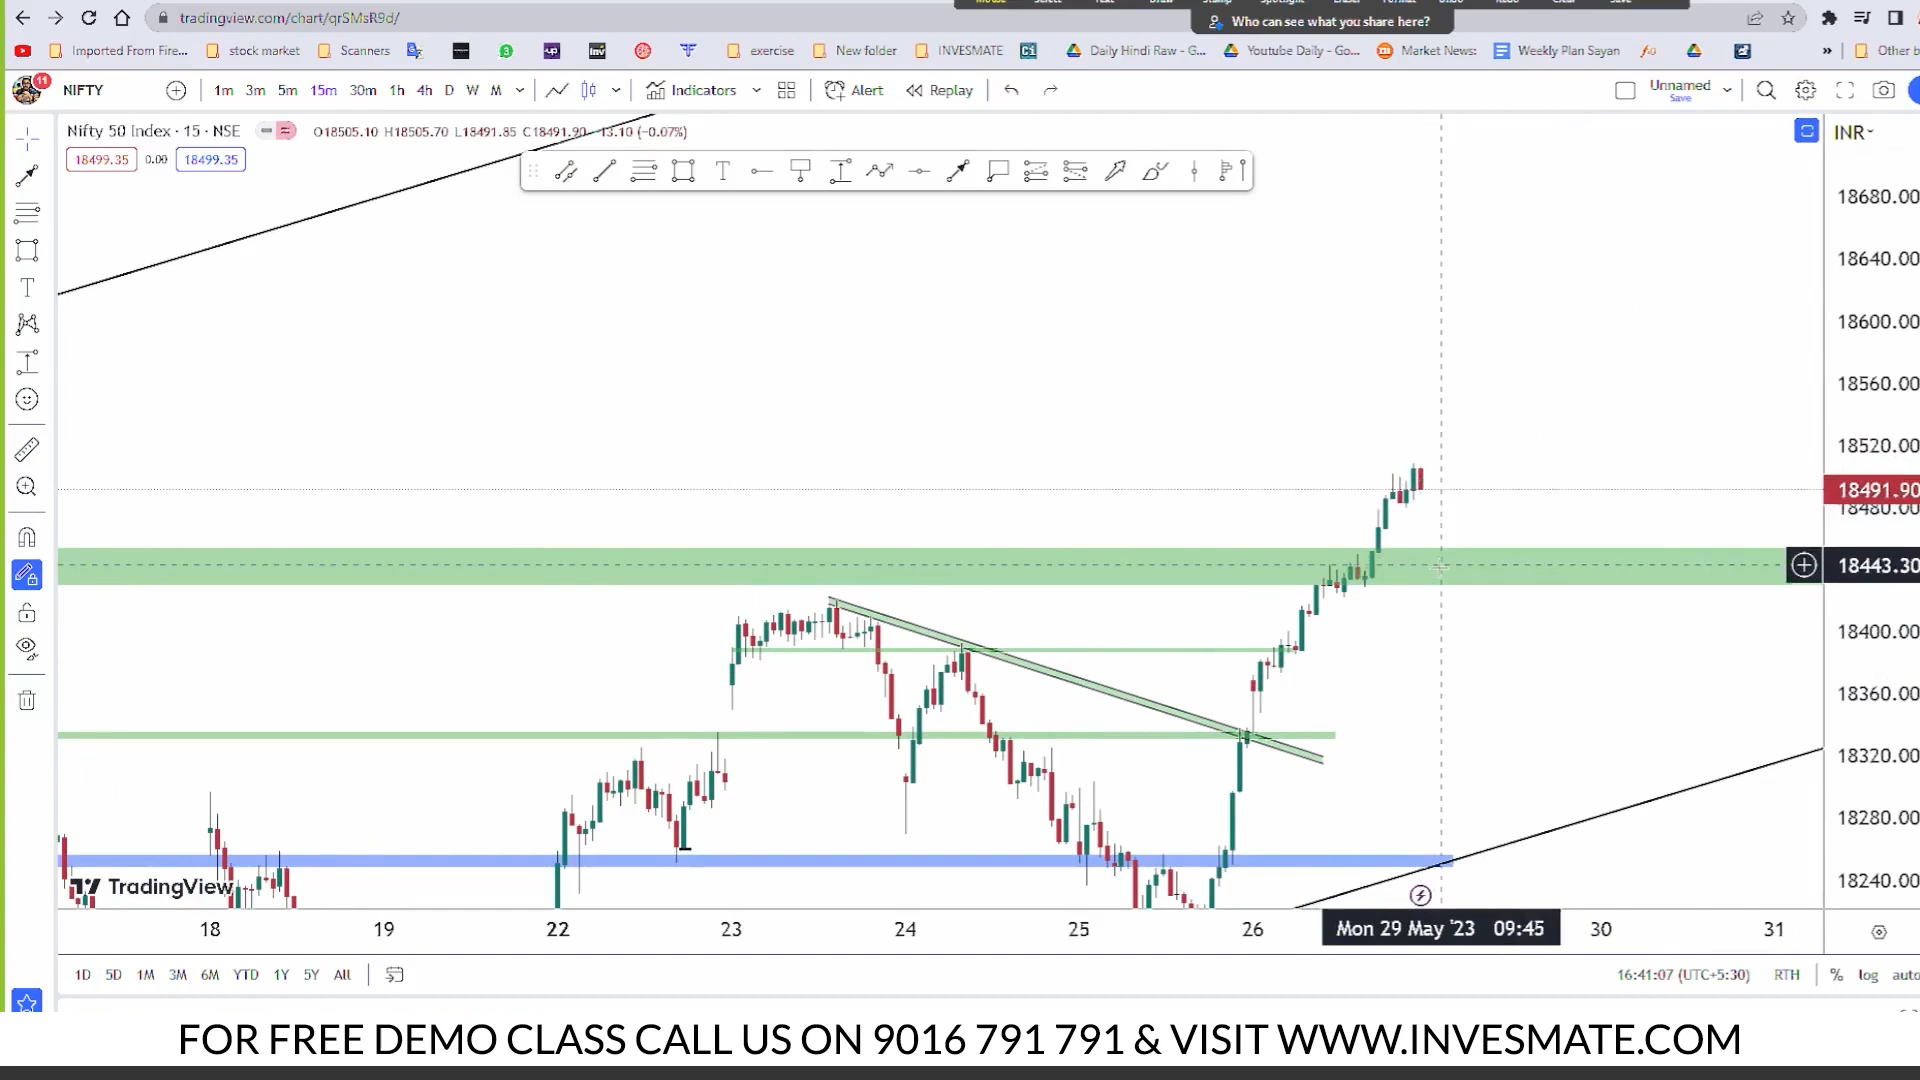 tradingview.com/chart/qrSMsR9d/
Who can see what you share here?
Imported From Fire... stock market Scanners exercise New folder INVESMATE Daily Hindi Raw - G... Youtube Daily - Go... Market News: Weekly Plan Sayan » Other b
11
NIFTY 1m 3m 5m 15m 30m 1h 4h D W M Indicators Alert Replay Unnamed
Save
Nifty 50 Index · 15 · NSE O18505.10 H18505.70 L18491.85 C18491.90 -13.10 (-0.07%) INR
18499.35 0.00 18499.35
18680.00
18640.00
18600.00
18560.00
18520.00
18491.90
18480.00
18443.30
18400.00
18360.00
18320.00
18280.00
18240.00
TradingView
18 19 22 23 24 25 26 Mon 29 May '23 09:45 30 31
1D 5D 1M 3M 6M YTD 1Y 5Y All 16:41:07 (UTC+5:30) RTH % log auto
FOR FREE DEMO CLASS CALL US ON 9016 791 791 & VISIT WWW.INVESMATE.COM